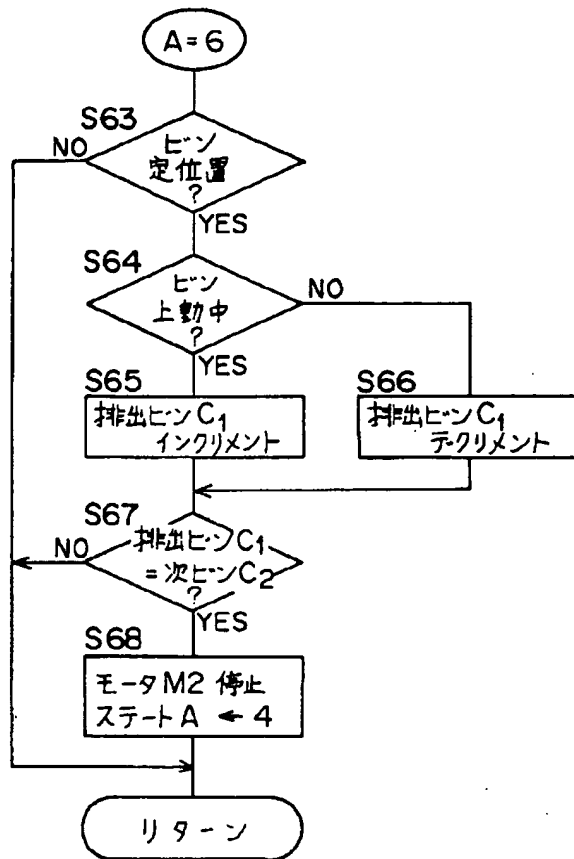 A=6
S63
ビン
定位置
?
NO
YES
S64
ビン
上動中
?
NO
YES
S65
排出ビンC1
インクリメント
S66
排出ビンC1
デクリメント
S67
排出ビンC1
=次ビンC2
?
NO
YES
S68
モータM2 停止
ステートA ← 4
リターン